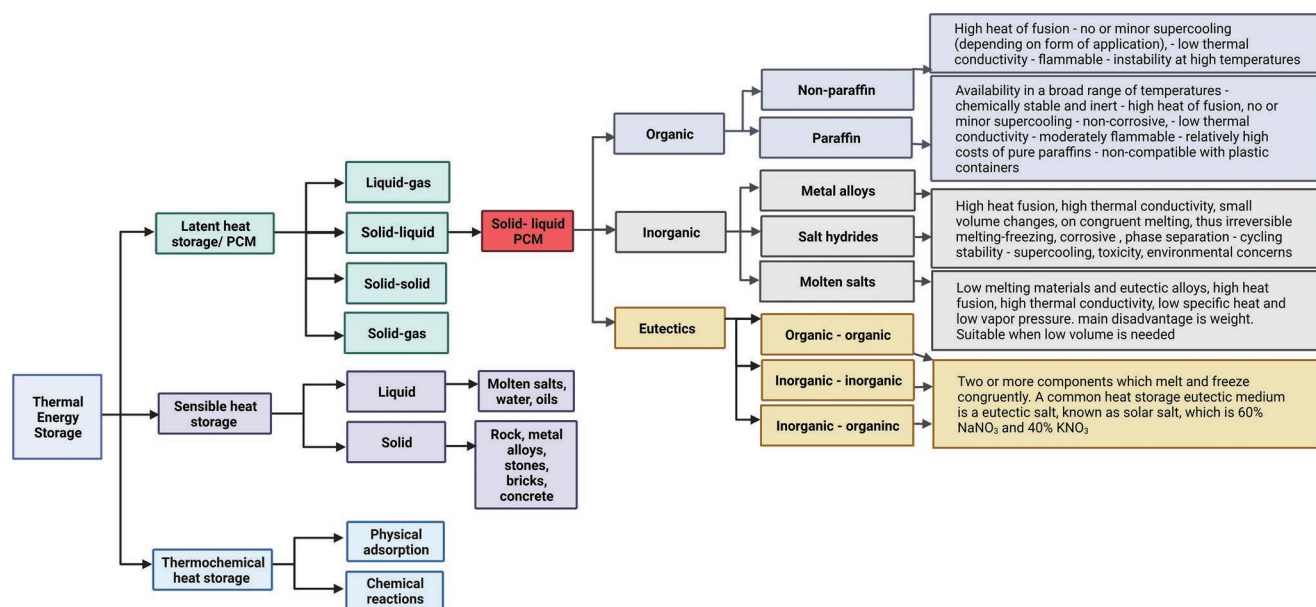 Thermal
Energy
Storage
Latent heat
storage/ PCM
Liquid-gas
Solid-liquid
Solid-solid
Solid-gas
Solid- liquid
PCM
Organic
Non-paraffin
High heat of fusion - no or minor supercooling
(depending on form of application), - low thermal
conductivity - flammable - instability at high temperatures
Paraffin
Availability in a broad range of temperatures -
chemically stable and inert - high heat of fusion, no or
minor supercooling - non-corrosive, - low thermal
conductivity - moderately flammable - relatively high
costs of pure paraffins - non-compatible with plastic
containers
Inorganic
Metal alloys
Salt hydrides
Molten salts
High heat fusion, high thermal conductivity, small
volume changes, on congruent melting, thus irreversible
melting-freezing, corrosive , phase separation - cycling
stability - supercooling, toxicity, environmental concerns
Low melting materials and eutectic alloys, high heat
fusion, high thermal conductivity, low specific heat and
low vapor pressure. main disadvantage is weight.
Suitable when low volume is needed
Eutectics
Organic - organic
Inorganic - inorganic
Inorganic - organinc
Two or more components which melt and freeze
congruently. A common heat storage eutectic medium
is a eutectic salt, known as solar salt, which is 60%
NaNO₃ and 40% KNO₃
Sensible heat
storage
Liquid
Molten salts,
water, oils
Solid
Rock, metal
alloys,
stones,
bricks,
concrete
Thermochemical
heat storage
Physical
adsorption
Chemical
reactions